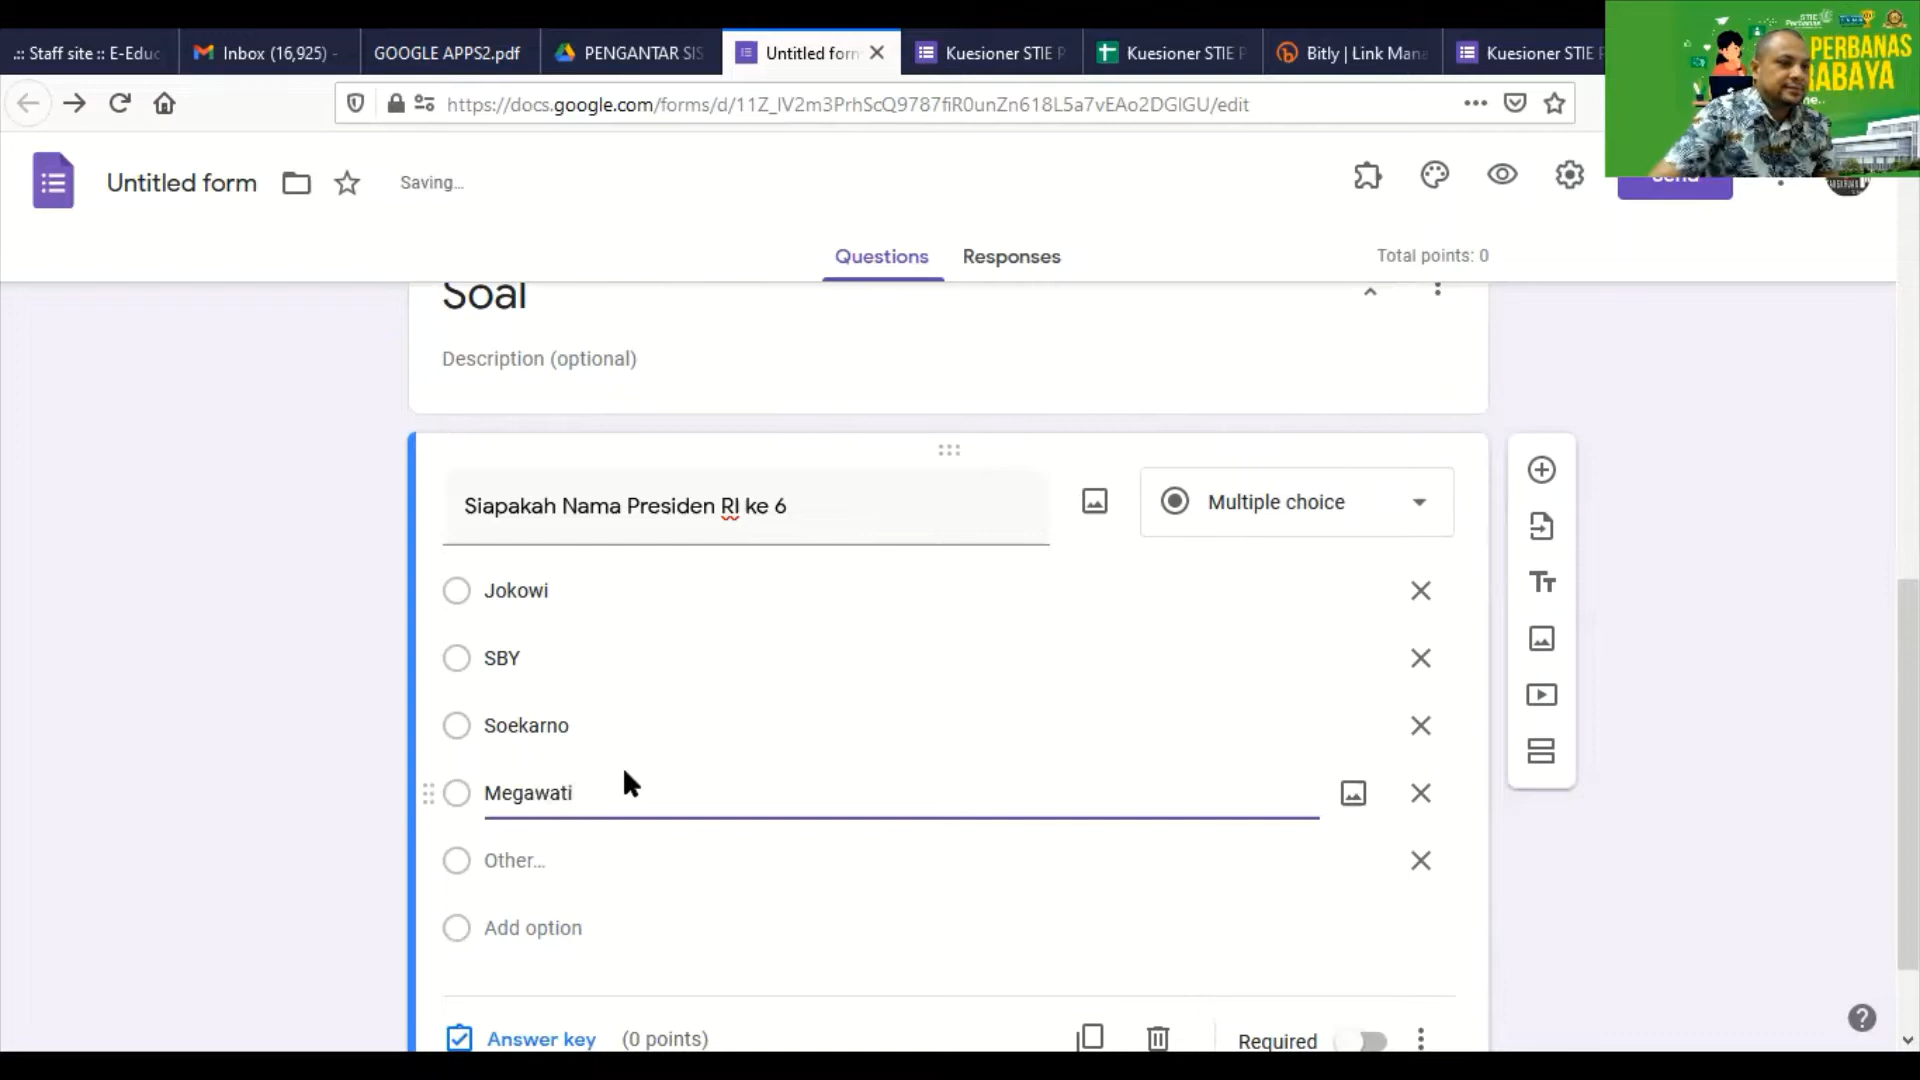 .:: Staff site :: E-Educ
Inbox (16,925) -
GOOGLE APPS2.pdf
PENGANTAR SIS
Untitled form
Kuesioner STIE P
Kuesioner STIE P
Bitly | Link Mana
Kuesioner STIE P
PERBANAS
ABAYA
https://docs.google.com/forms/d/11Z_IV2m3PrhScQ9787fiR0unZn618L5a7vEAo2DGIGU/edit
Untitled form
Saving...
Send
Questions
Responses
Total points: 0
Soal
Description (optional)
Siapakah Nama Presiden RI ke 6
Multiple choice
Jokowi
SBY
Soekarno
Megawati
Other...
Add option
Answer key
(0 points)
Required